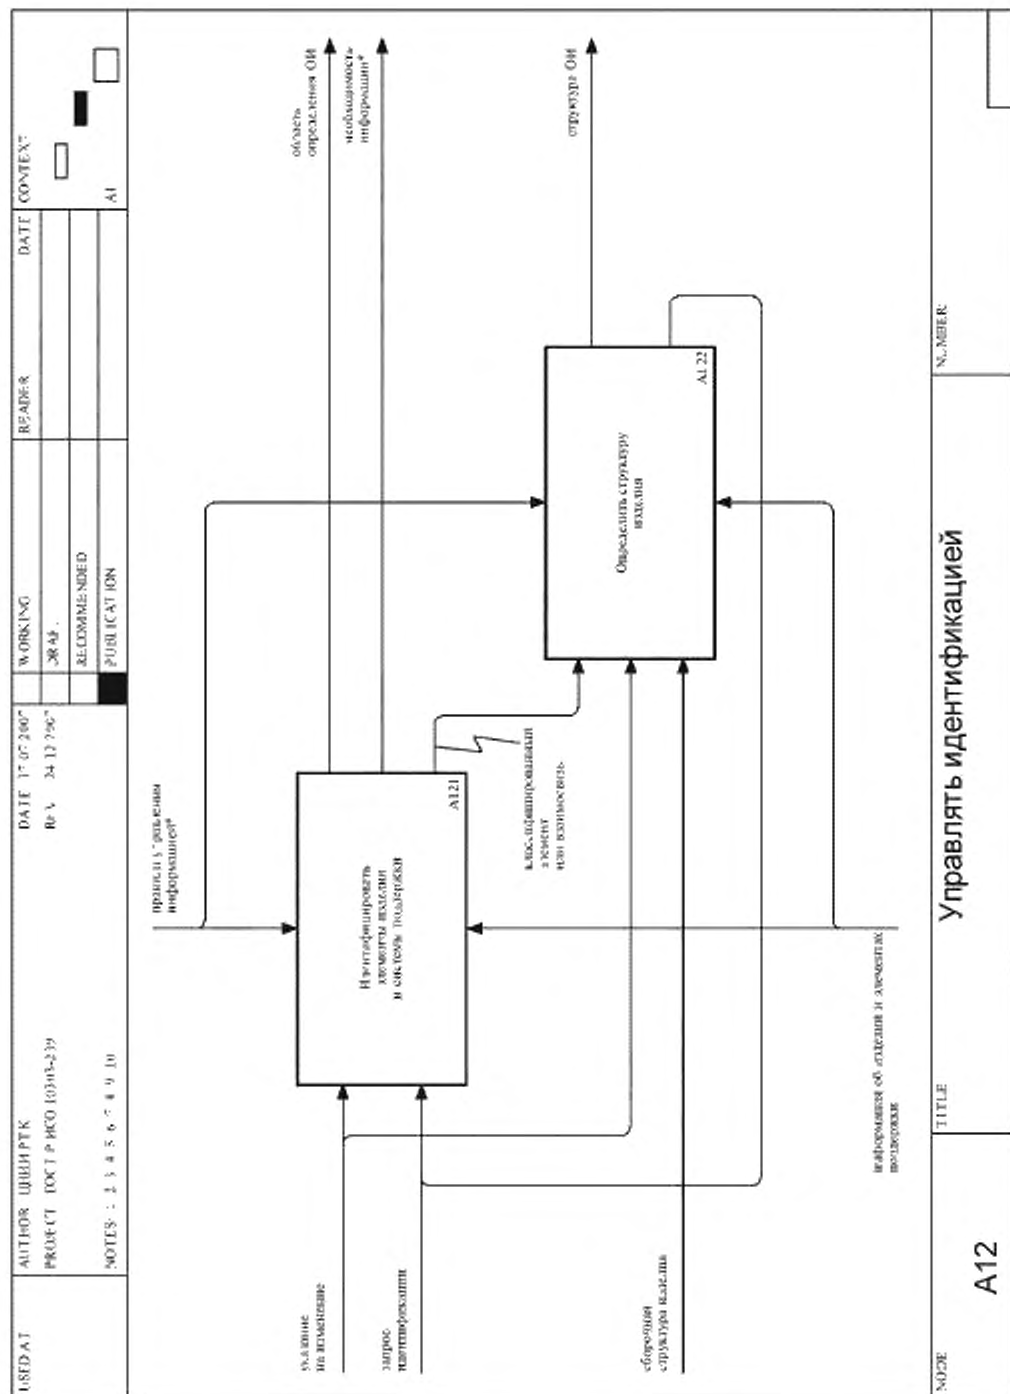 USED AT
AUTHOR ЦНИИ РТК
PROJECT ГОСТ Р ИСО 10303-239
NOTES: 1 2 3 4 5 6 7 8 9 10
DATE 17 07 2007
REV. 24 12 2007
WORKING
DRAF.
RECOMMENDED
PUBLICATION
READER
DATE
CONTEXT
A1
правила управления
информацией*
область
определения ОИ
необходимость
информации*
структура ОИ
указание
на изменение
запрос
идентификации
сборочная
структура изделия
Идентифицировать
элементы изделия
и системы поддержки
A121
классифицированный
элемент
или взаимосвязь
Определить структуру
изделия
A122
информация об изделии и элементах
поддержки
NODE
A12
TITLE
Управлять идентификацией
NUMBER